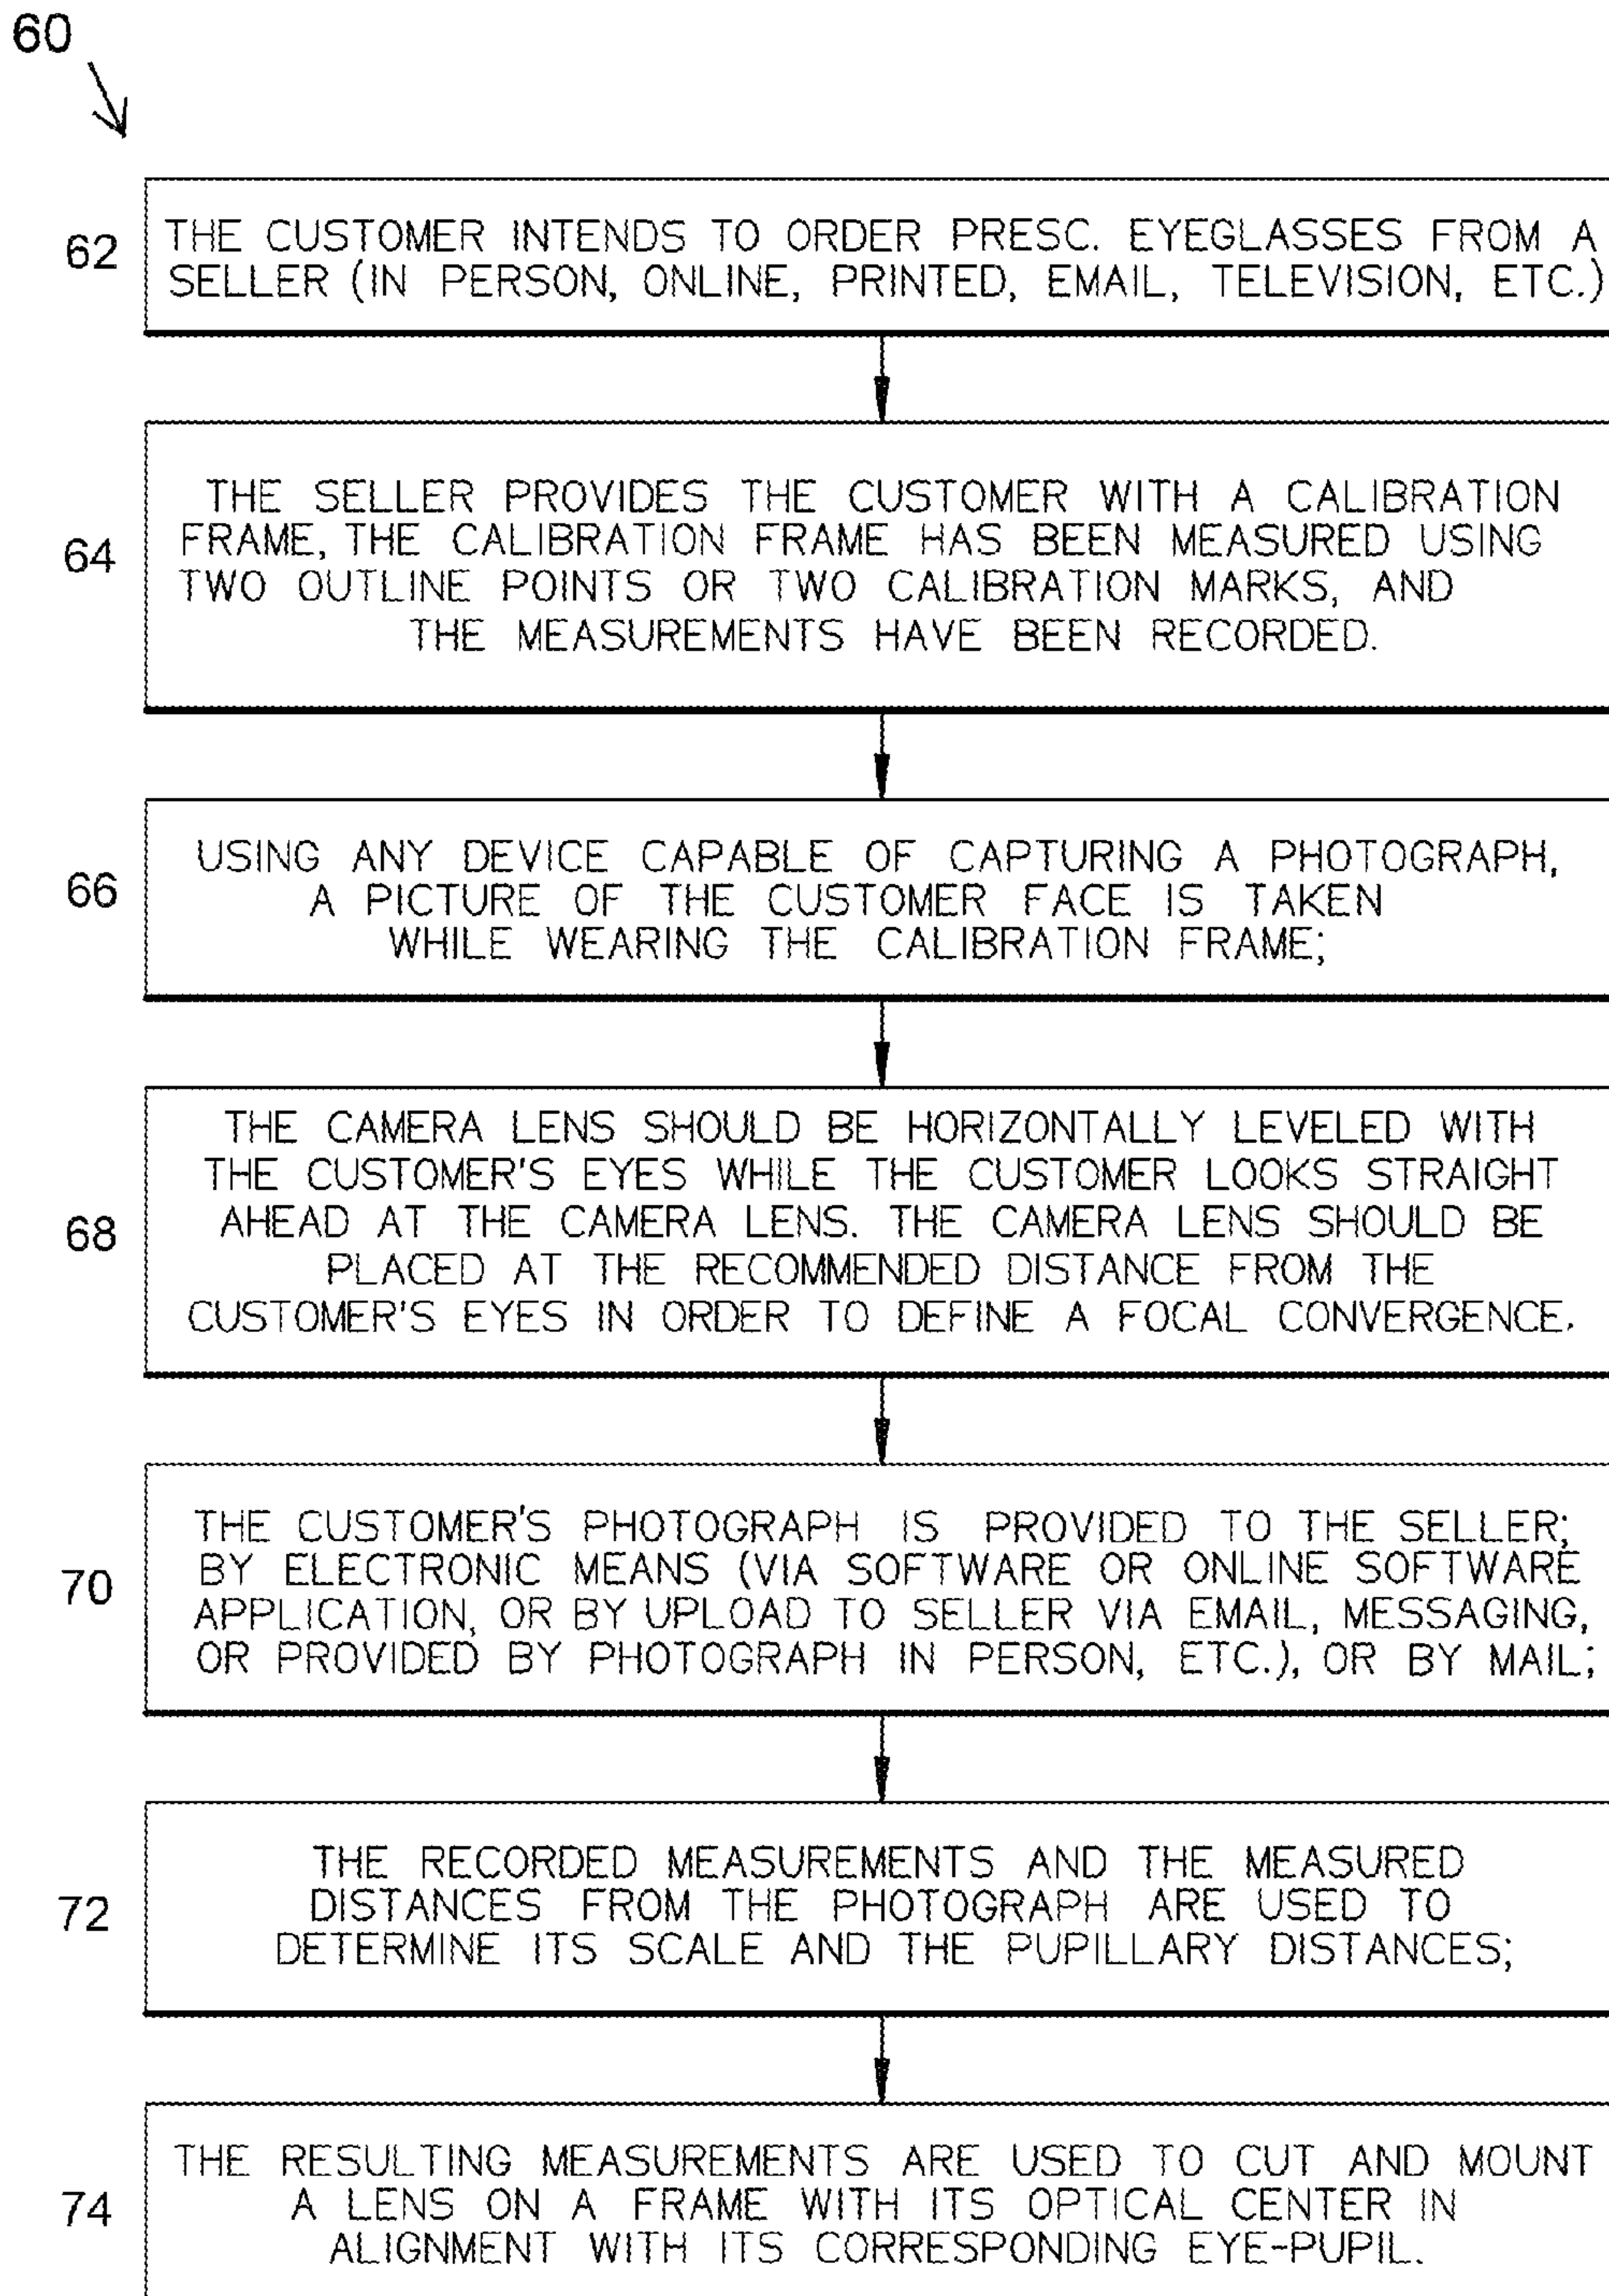 60
62
THE CUSTOMER INTENDS TO ORDER PRESC. EYEGLASSES FROM A
SELLER (IN PERSON, ONLINE, PRINTED, EMAIL, TELEVISION, ETC.)
64
THE SELLER PROVIDES THE CUSTOMER WITH A CALIBRATION
FRAME, THE CALIBRATION FRAME HAS BEEN MEASURED USING
TWO OUTLINE POINTS OR TWO CALIBRATION MARKS, AND
THE MEASUREMENTS HAVE BEEN RECORDED.
66
USING ANY DEVICE CAPABLE OF CAPTURING A PHOTOGRAPH,
A PICTURE OF THE CUSTOMER FACE IS TAKEN
WHILE WEARING THE CALIBRATION FRAME;
68
THE CAMERA LENS SHOULD BE HORIZONTALLY LEVELED WITH
THE CUSTOMER'S EYES WHILE THE CUSTOMER LOOKS STRAIGHT
AHEAD AT THE CAMERA LENS. THE CAMERA LENS SHOULD BE
PLACED AT THE RECOMMENDED DISTANCE FROM THE
CUSTOMER'S EYES IN ORDER TO DEFINE A FOCAL CONVERGENCE.
70
THE CUSTOMER'S PHOTOGRAPH IS PROVIDED TO THE SELLER;
BY ELECTRONIC MEANS (VIA SOFTWARE OR ONLINE SOFTWARE
APPLICATION, OR BY UPLOAD TO SELLER VIA EMAIL, MESSAGING,
OR PROVIDED BY PHOTOGRAPH IN PERSON, ETC.), OR BY MAIL;
72
THE RECORDED MEASUREMENTS AND THE MEASURED
DISTANCES FROM THE PHOTOGRAPH ARE USED TO
DETERMINE ITS SCALE AND THE PUPILLARY DISTANCES;
74
THE RESULTING MEASUREMENTS ARE USED TO CUT AND MOUNT
A LENS ON A FRAME WITH ITS OPTICAL CENTER IN
ALIGNMENT WITH ITS CORRESPONDING EYE-PUPIL.